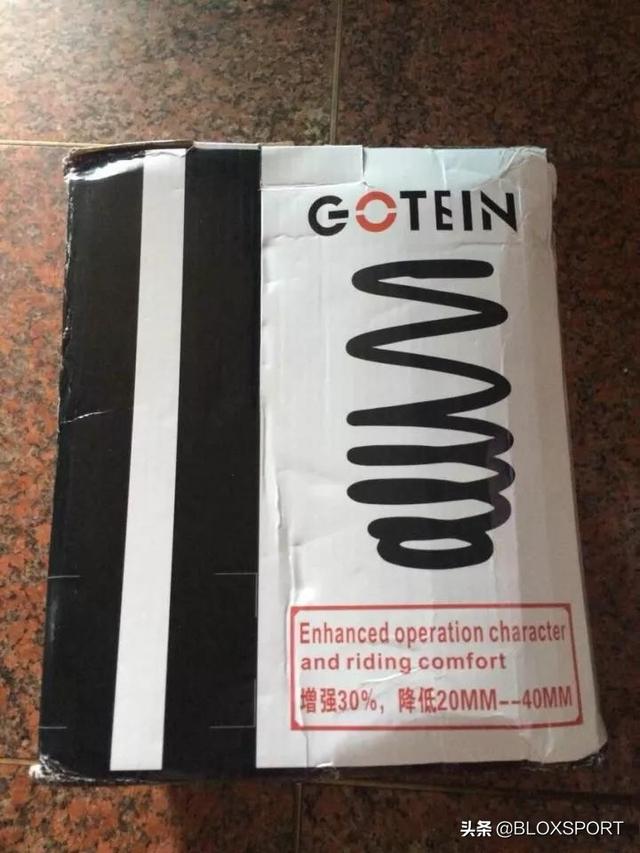 GOTEIN
Enhanced operation character
and riding comfort
增强30%，降低20MM--40MM
头条 @BLOXSPORT